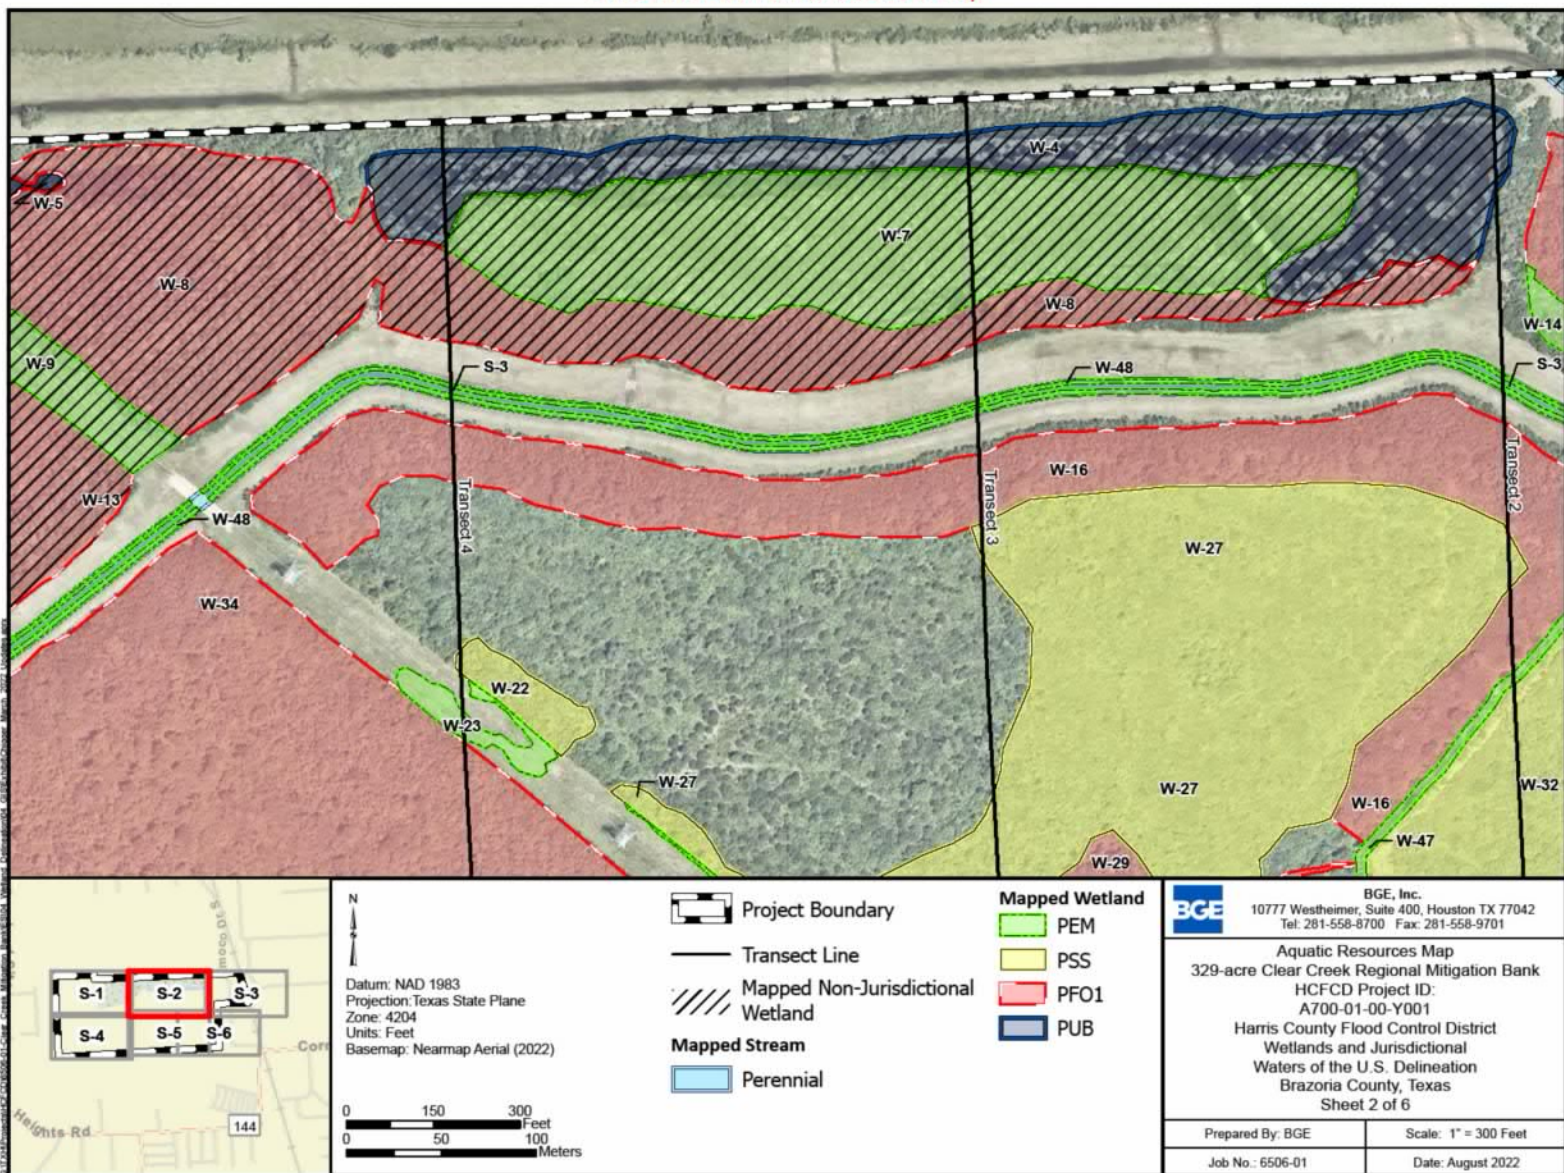 W-4
W-5
W-7
W-8
W-8
W-14
W-9
S-3
W-48
S-3
W-16
W-13
W-48
Transect 4
Transect 3
Transect 2
W-27
W-34
W-22
W-23
W-27
W-27
W-32
W-16
W-47
W-29
S-1
S-2
S-3
S-4
S-5
S-6
Heights Rd
144
N
Datum: NAD 1983
Projection:Texas State Plane
Zone: 4204
Units: Feet
Basemap: Nearmap Aerial (2022)
0 150 300
Feet
0 50 100
Meters
Project Boundary
Transect Line
Mapped Non-Jurisdictional
Wetland
Mapped Stream
Perennial
Mapped Wetland
PEM
PSS
PFO1
PUB
BGE
BGE, Inc.
10777 Westheimer, Suite 400, Houston TX 77042
Tel: 281-558-8700 Fax: 281-558-9701
Aquatic Resources Map
329-acre Clear Creek Regional Mitigation Bank
HCFCD Project ID:
A700-01-00-Y001
Harris County Flood Control District
Wetlands and Jurisdictional
Waters of the U.S. Delineation
Brazoria County, Texas
Sheet 2 of 6
Prepared By: BGE
Scale: 1" = 300 Feet
Job No.: 6506-01
Date: August 2022